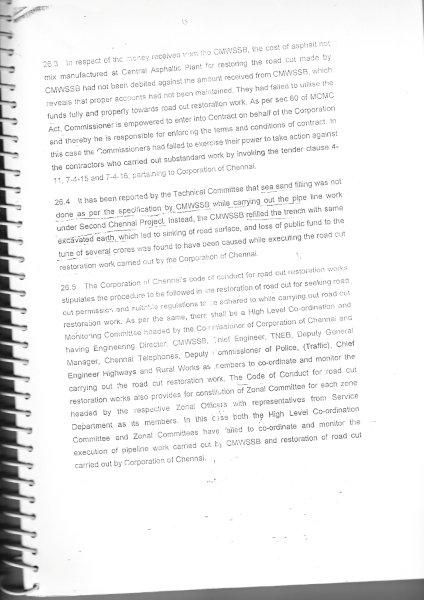 15
26.3 In respect of the money received from the CMWSSB, the cost of asphalt hot
mix manufactured at Central Asphaltic Plant for restoring the road cut made by
CMWSSB had not been debited against the amount received from CMWSSB, which
reveals that proper accounts had not been maintained. They had failed to utilise the
funds fully and properly towards road cut restoration work. As per sec 60 of MCMC
Act, Commissioner is empowered to enter into Contract on behalf of the Corporation
and thereby he is responsible for enforcing the terms and conditions of contract. In
this case the Commissioners had failed to exercise their power to take action against
the contractors who carried out substandard work by invoking the tender clause 4-
11, 7-4-15 and 7-4-16, pertaining to Corporation of Chennai.
26.4 It has been reported by the Technical Committee that sea sand filling was not
done as per the specification by CMWSSB while carrying out the pipe line work
under Second Chennai Project. Instead, the CMWSSB refilled the trench with same
excavated earth, which led to sinking of road surface, and loss of public fund to the
tune of several crores was found to have been caused while executing the road cut
restoration work carried out by the Corporation of Chennai.
26.5 The Corporation of Chennai's code of conduct for road cut restoration works
stipulates the procedure to be followed in the restoration of road cut for seeking road
cut permission and suitable regulations to be adhered to while carrying out road cut
restoration work. As per the same, there shall be a High Level Co-ordination and
Monitoring Committee headed by the Commissioner of Corporation of Chennai and
having Engineering Director CMWSSB, Chief Engineer, TNEB, Deputy General
Manager, Chennai Telephones, Deputy Commissioner of Police, (Traffic), Chief
Engineer Highways and Rural Works as members to co-ordinate and monitor the
carrying out the road cut restoration work. The Code of Conduct for road cut
restoration works also provides for constitution of Zonal Committee for each zone
headed by the respective Zonal Officers with representatives from Service
Department as its members. In this case both the High Level Co-ordination
Committee and Zonal Committees have failed to co-ordinate and monitor the
execution of pipeline work carried out by CMWSSB and restoration of road cut
carried out by Corporation of Chennai.